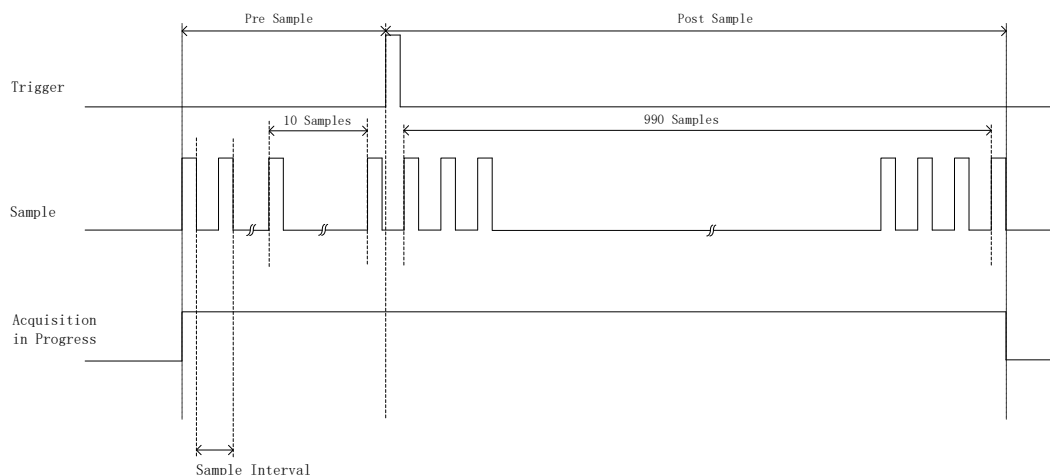 Pre Sample
Post Sample
Trigger
10 Samples
990 Samples
Sample
Acquisition
in Progress
Sample Interval